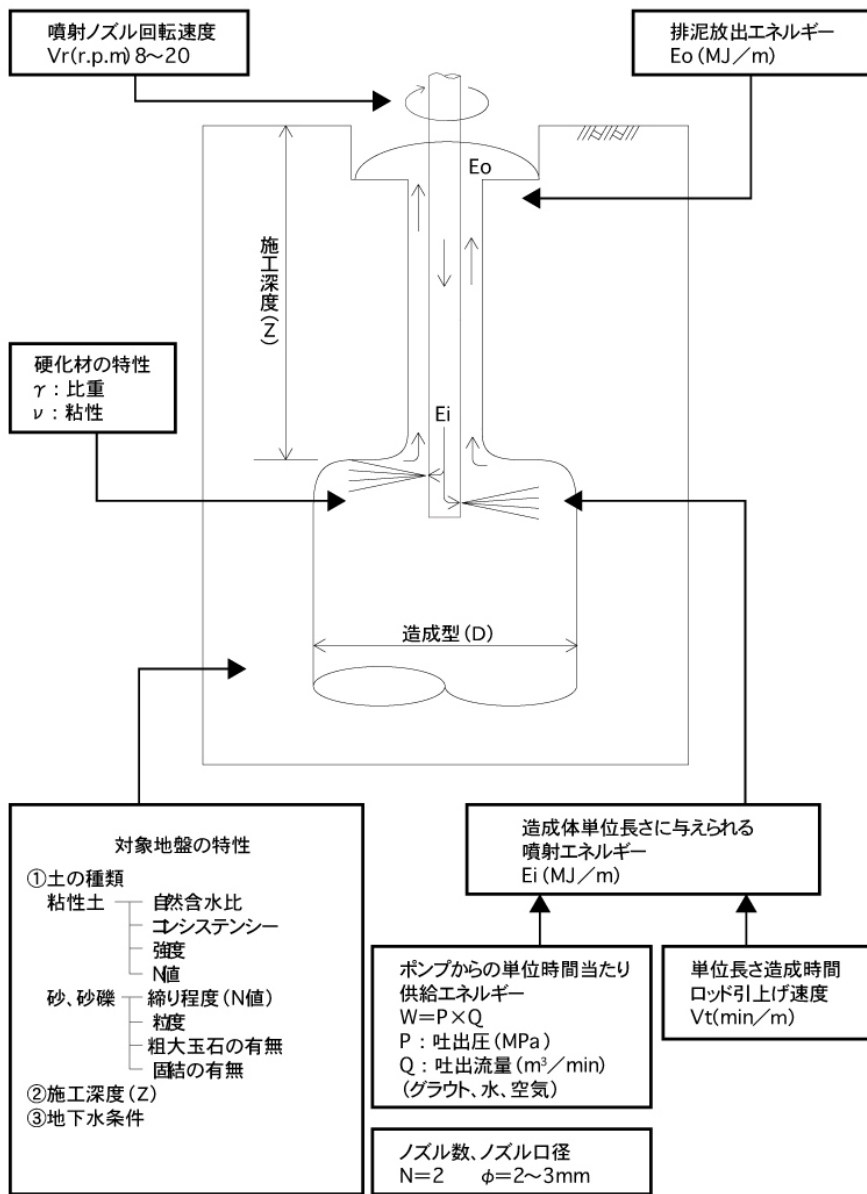 噴射ノズル回転速度
Vr(r.p.m)8〜20
排泥放出エネルギー
Eo(MJ／m)
Eo
施工深度(Z)
硬化材の特性
γ：比重
ν：粘性
Ei
造成型(D)
対象地盤の特性
①土の種類
粘性土 自然含水比
コンシステンシー
強度
N値
砂、砂礫 締り程度(N値)
粒度
粗大玉石の有無
固結の有無
②施工深度(Z)
③地下水条件
造成体単位長さに与えられる
噴射エネルギー
Ei(MJ／m)
ポンプからの単位時間当たり
供給エネルギー
W＝P×Q
P：吐出圧(MPa)
Q：吐出流量(m³／min)
(グラウト、水、空気)
単位長さ造成時間
ロッド引上げ速度
Vt(min／m)
ノズル数、ノズル口径
N＝2 φ＝2〜3mm